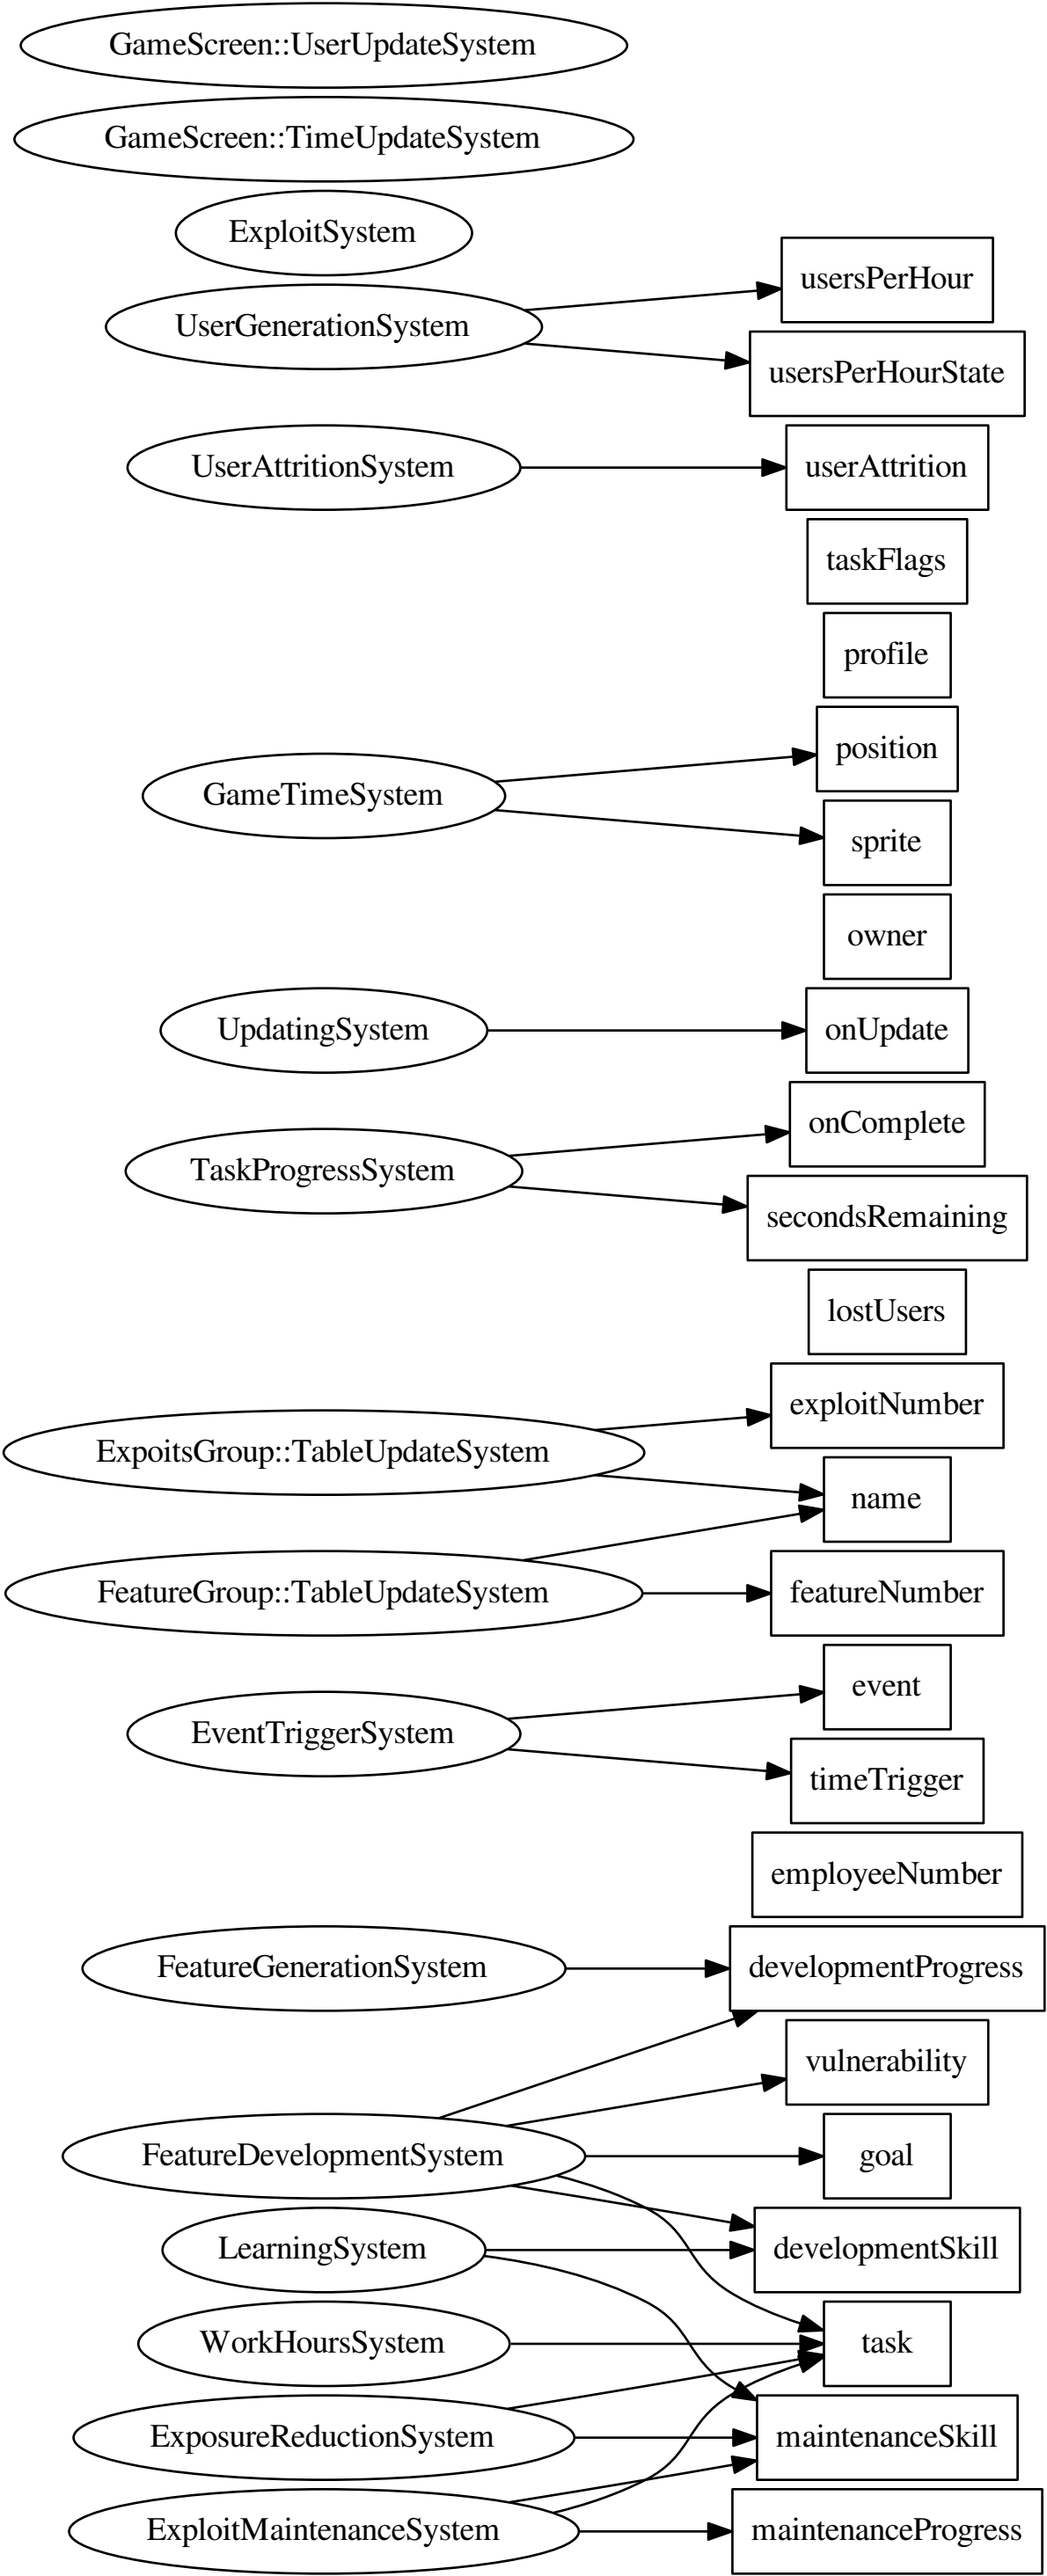 GameScreen::UserUpdateSystem
GameScreen::TimeUpdateSystem
ExploitSystem
usersPerHour
UserGenerationSystem
usersPerHourState
UserAttritionSystem
userAttrition
taskFlags
profile
position
GameTimeSystem
sprite
owner
UpdatingSystem
onUpdate
onComplete
TaskProgressSystem
secondsRemaining
lostUsers
exploitNumber
ExpoitsGroup::TableUpdateSystem
name
FeatureGroup::TableUpdateSystem
featureNumber
event
EventTriggerSystem
timeTrigger
employeeNumber
FeatureGenerationSystem
developmentProgress
vulnerability
FeatureDevelopmentSystem
goal
LearningSystem
developmentSkill
WorkHoursSystem
task
ExposureReductionSystem
maintenanceSkill
ExploitMaintenanceSystem
maintenanceProgress